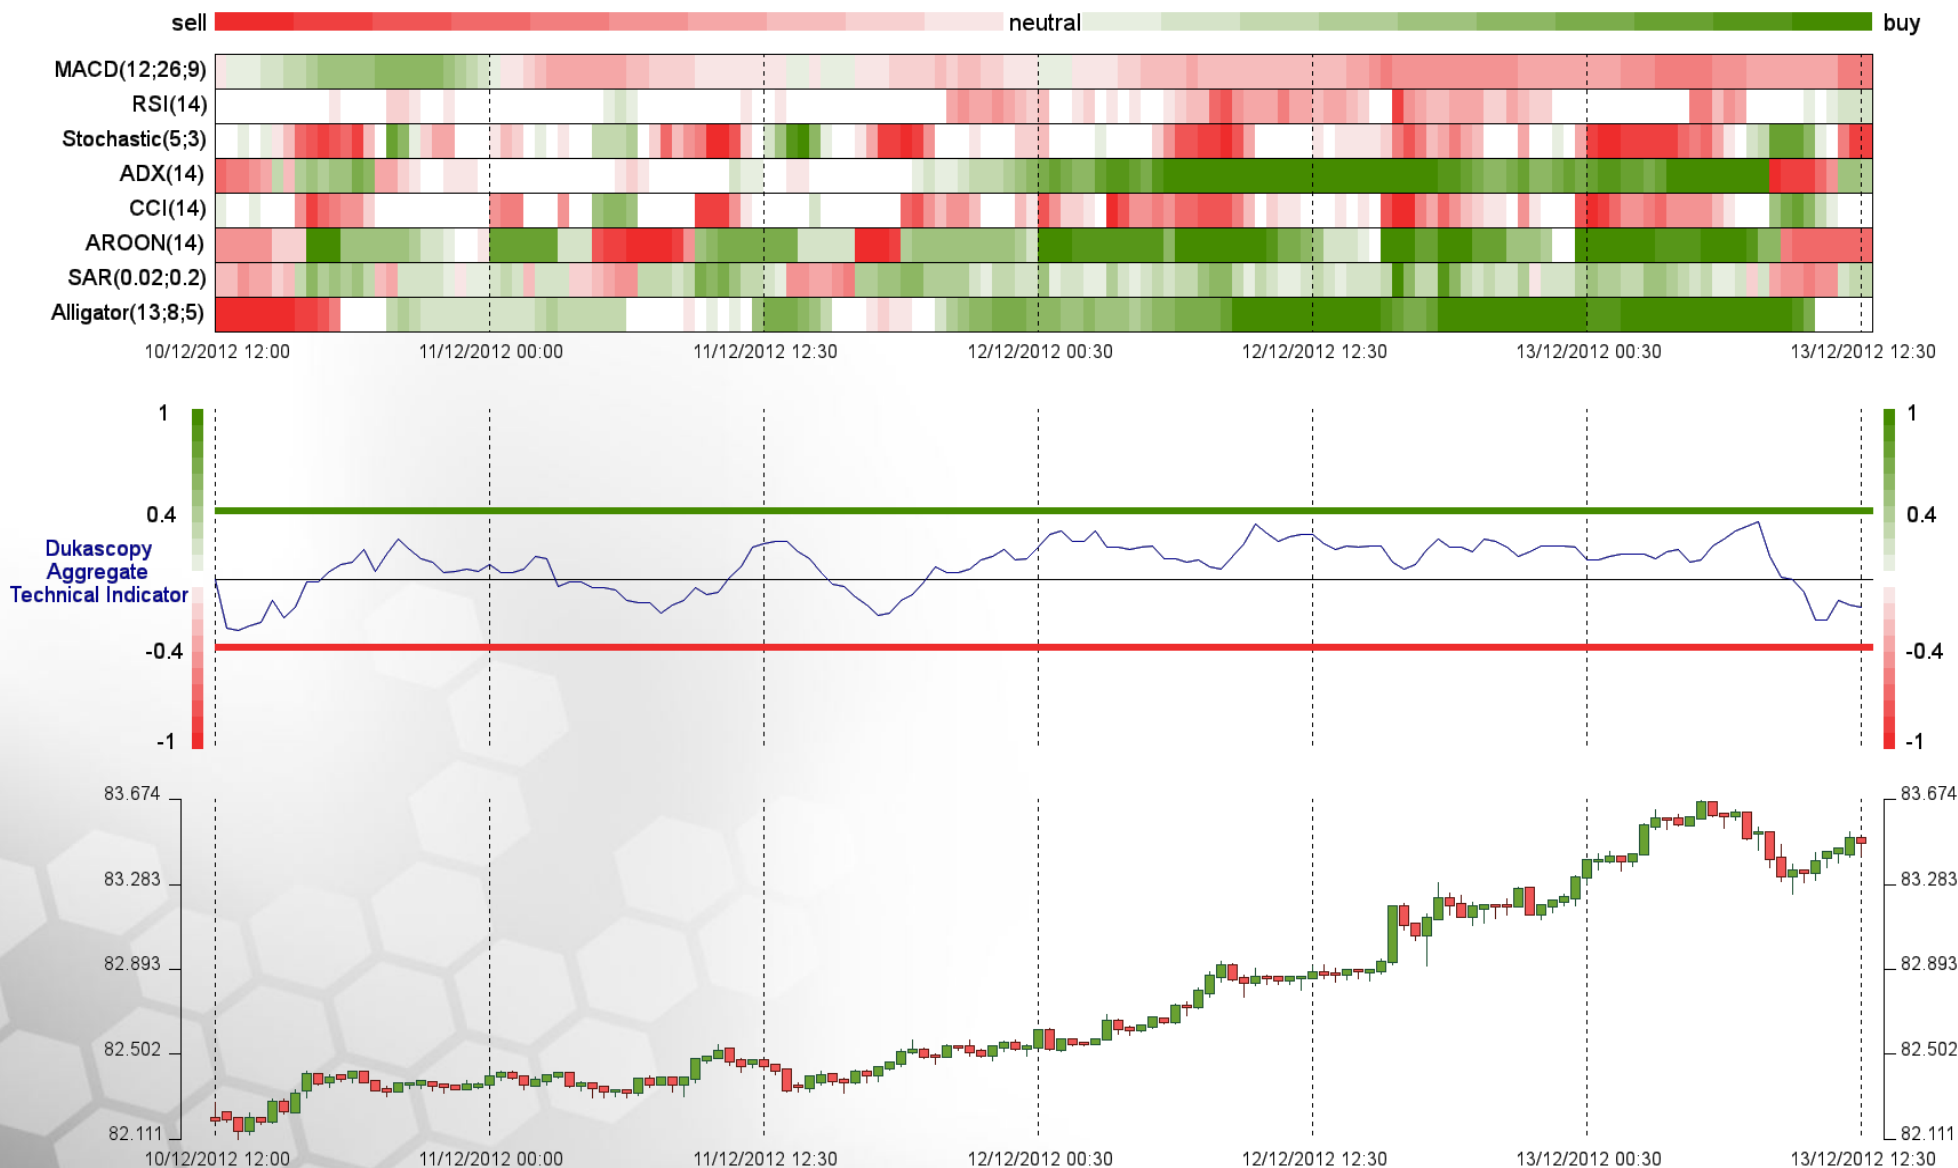 sell neutral buy
MACD(12;26;9)
RSI(14)
Stochastic(5;3)
ADX(14)
CCI(14)
AROON(14)
SAR(0.02;0.2)
Alligator(13;8;5)
10/12/2012 12:00 11/12/2012 00:00 11/12/2012 12:30 12/12/2012 00:30 12/12/2012 12:30 13/12/2012 00:30 13/12/2012 12:30
1 1
0.4 0.4
Dukascopy
Aggregate
Technical Indicator
-0.4 -0.4
-1 -1
83.674 83.674
83.283 83.283
82.893 82.893
82.502 82.502
82.111 82.111
10/12/2012 12:00 11/12/2012 00:00 11/12/2012 12:30 12/12/2012 00:30 12/12/2012 12:30 13/12/2012 00:30 13/12/2012 12:30